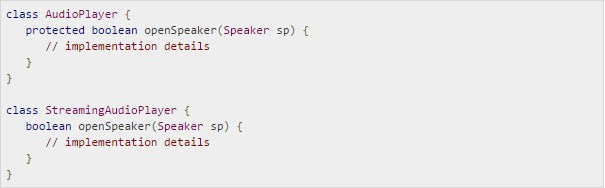 class AudioPlayer {
   protected boolean openSpeaker(Speaker sp) {
      // implementation details
   }
}

class StreamingAudioPlayer {
   boolean openSpeaker(Speaker sp) {
      // implementation details
   }
}